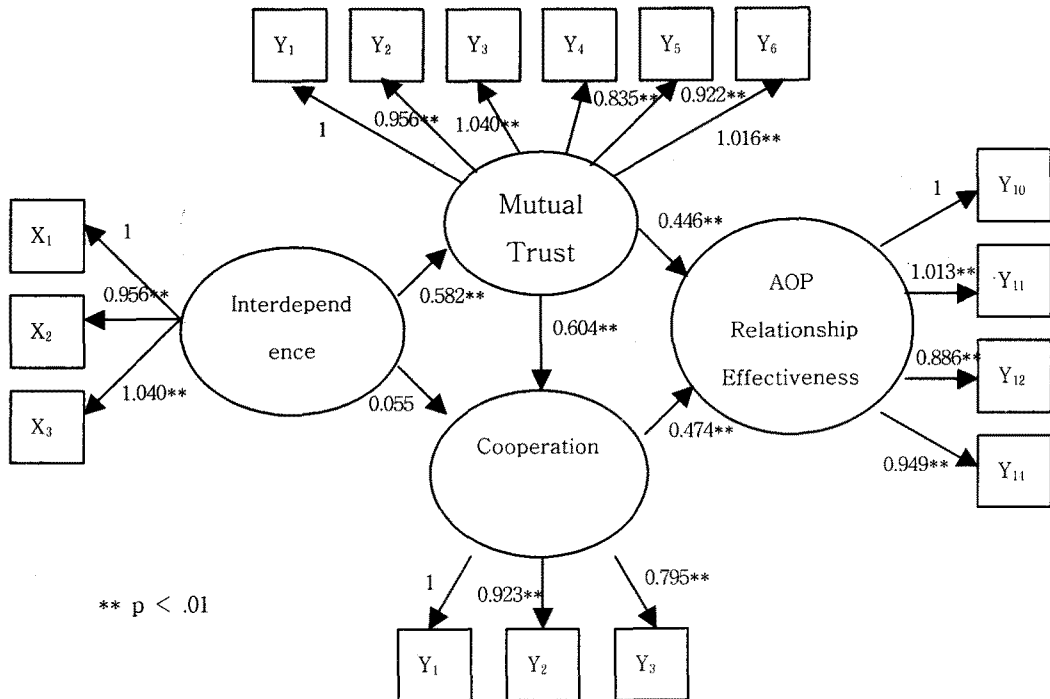 Y₁
Y₂
Y₃
Y₄
Y₅
Y₆
1
0.956**
1.040**
0.835**
0.922**
1.016**
Mutual
Trust
X₁
X₂
X₃
1
0.956**
1.040**
Interdepend
ence
0.582**
0.055
0.604**
0.446**
0.474**
AOP
Relationship
Effectiveness
1
1.013**
0.886**
0.949**
Y₁₀
Y₁₁
Y₁₂
Y₁₄
Cooperation
1
0.923**
0.795**
Y₁
Y₂
Y₃
** p < .01